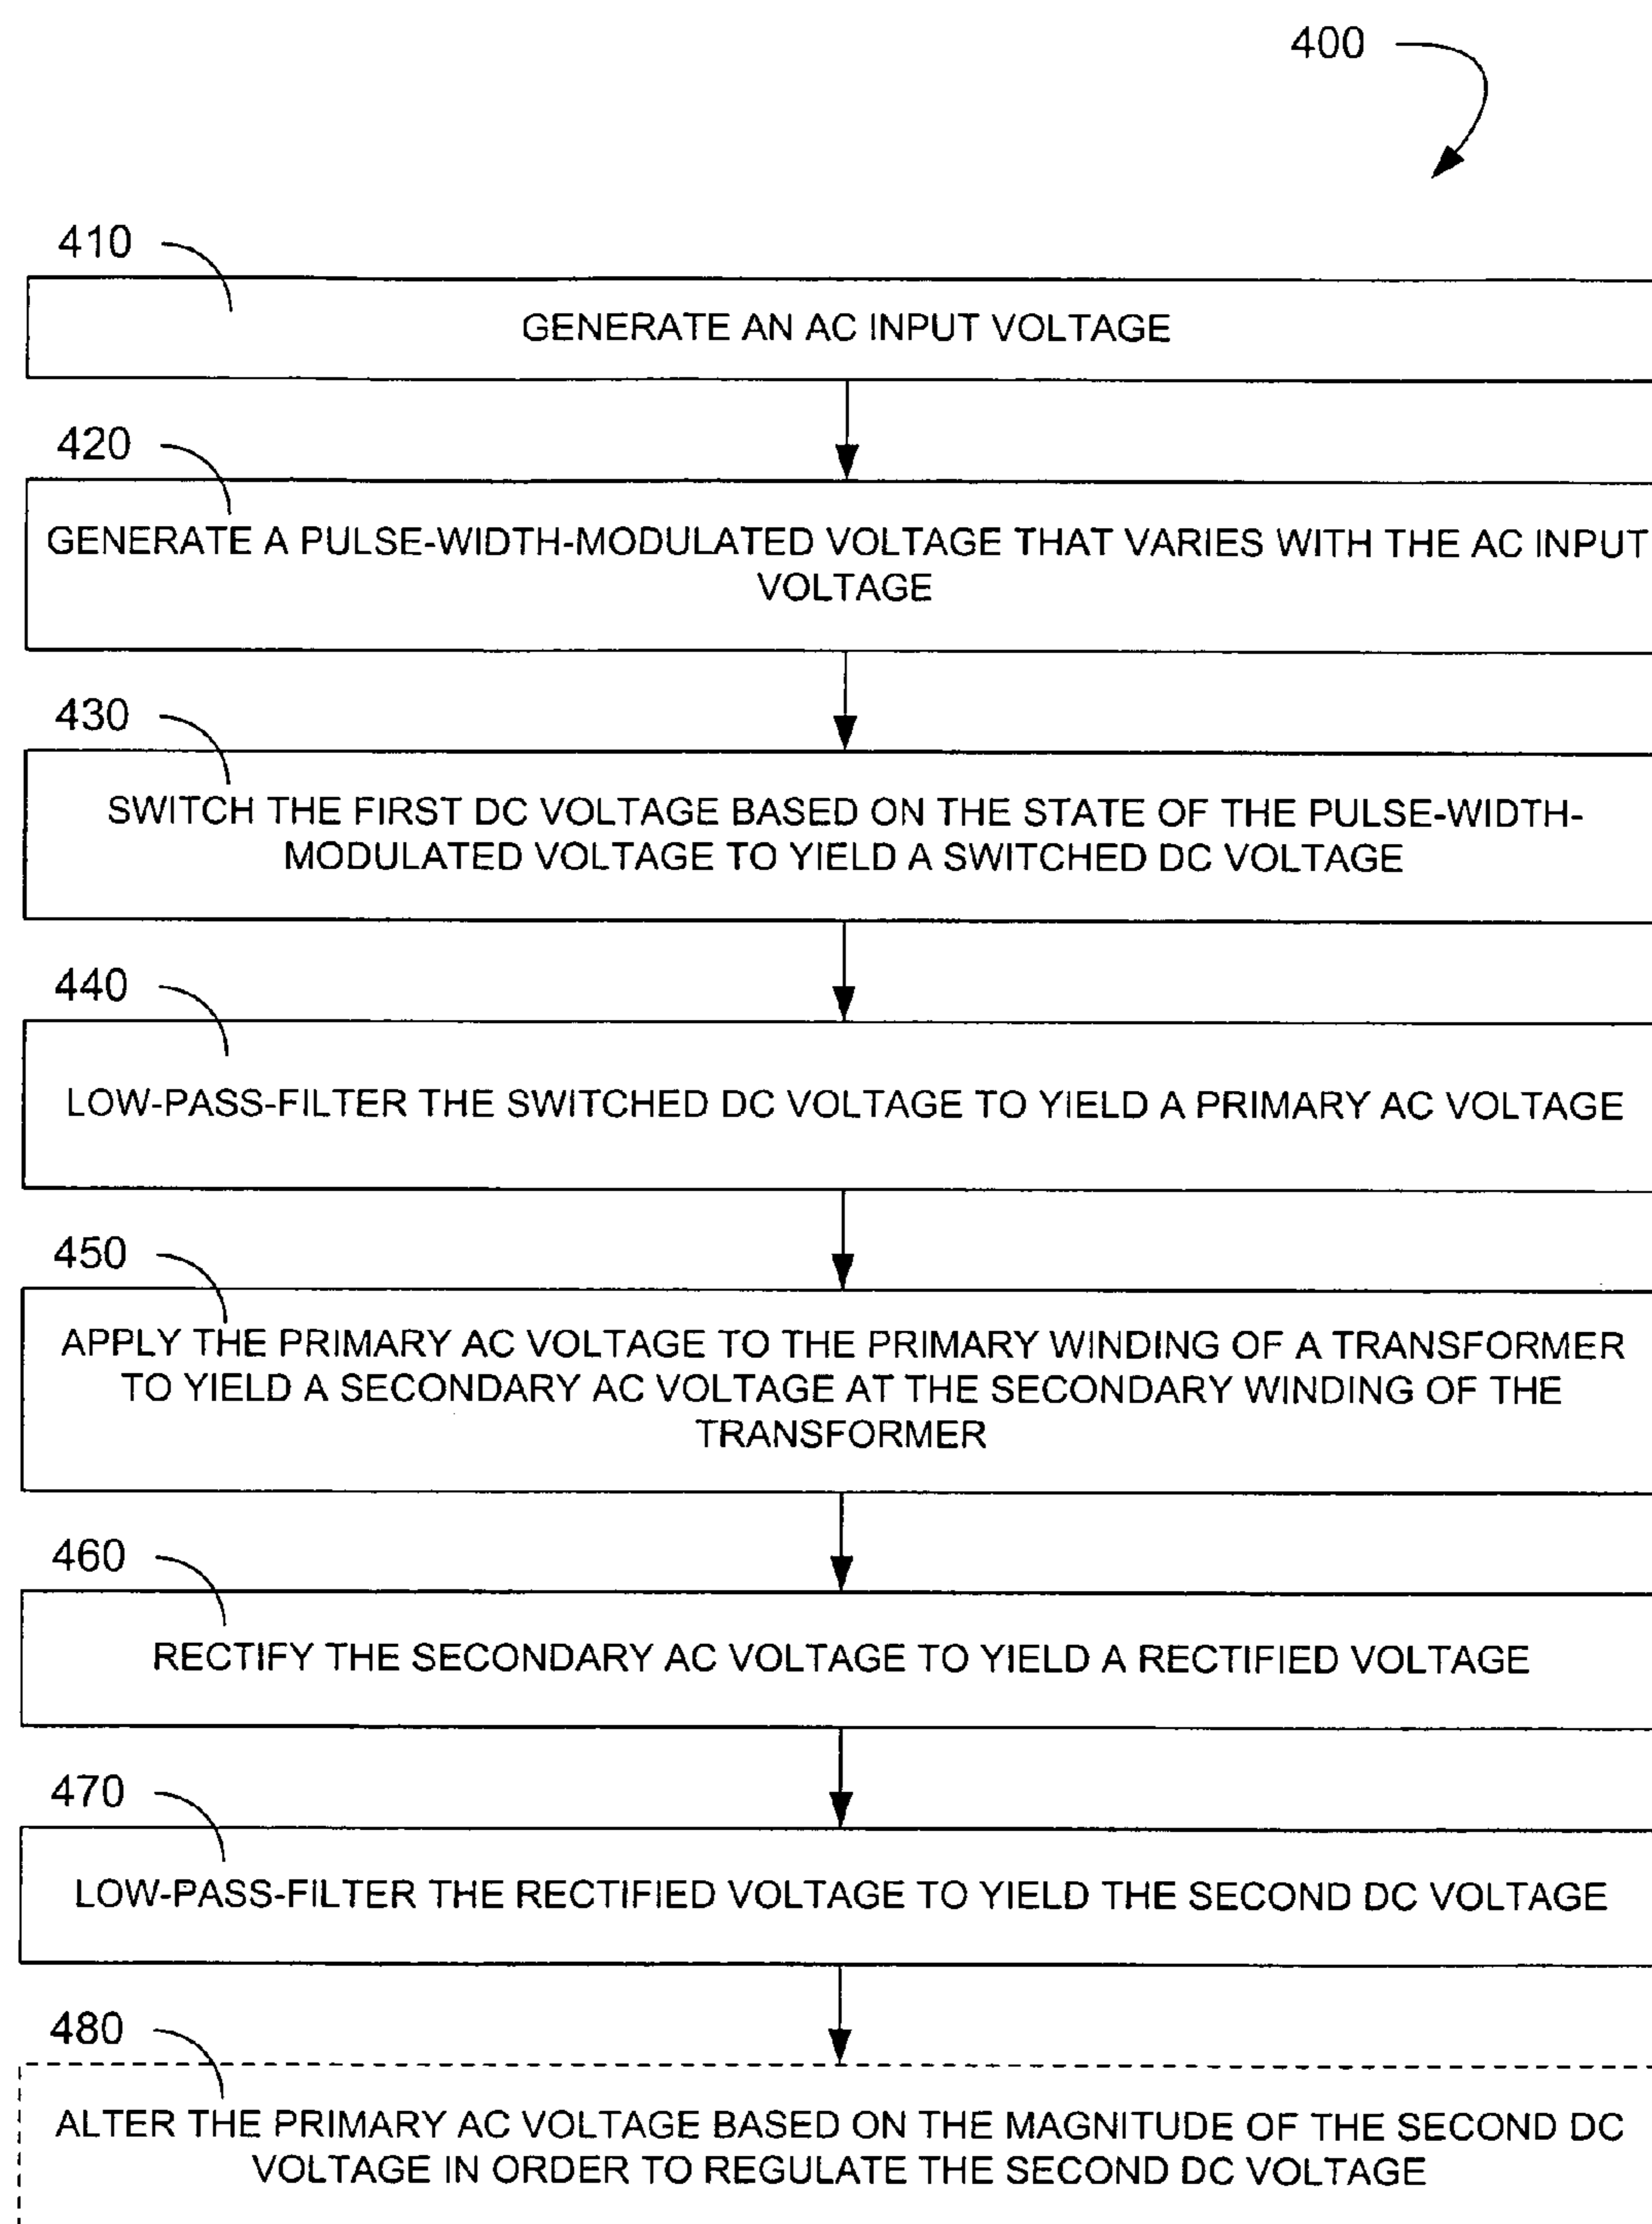 400
410
GENERATE AN AC INPUT VOLTAGE
420
GENERATE A PULSE-WIDTH-MODULATED VOLTAGE THAT VARIES WITH THE AC INPUT
VOLTAGE
430
SWITCH THE FIRST DC VOLTAGE BASED ON THE STATE OF THE PULSE-WIDTH-
MODULATED VOLTAGE TO YIELD A SWITCHED DC VOLTAGE
440
LOW-PASS-FILTER THE SWITCHED DC VOLTAGE TO YIELD A PRIMARY AC VOLTAGE
450
APPLY THE PRIMARY AC VOLTAGE TO THE PRIMARY WINDING OF A TRANSFORMER
TO YIELD A SECONDARY AC VOLTAGE AT THE SECONDARY WINDING OF THE
TRANSFORMER
460
RECTIFY THE SECONDARY AC VOLTAGE TO YIELD A RECTIFIED VOLTAGE
470
LOW-PASS-FILTER THE RECTIFIED VOLTAGE TO YIELD THE SECOND DC VOLTAGE
480
ALTER THE PRIMARY AC VOLTAGE BASED ON THE MAGNITUDE OF THE SECOND DC
VOLTAGE IN ORDER TO REGULATE THE SECOND DC VOLTAGE